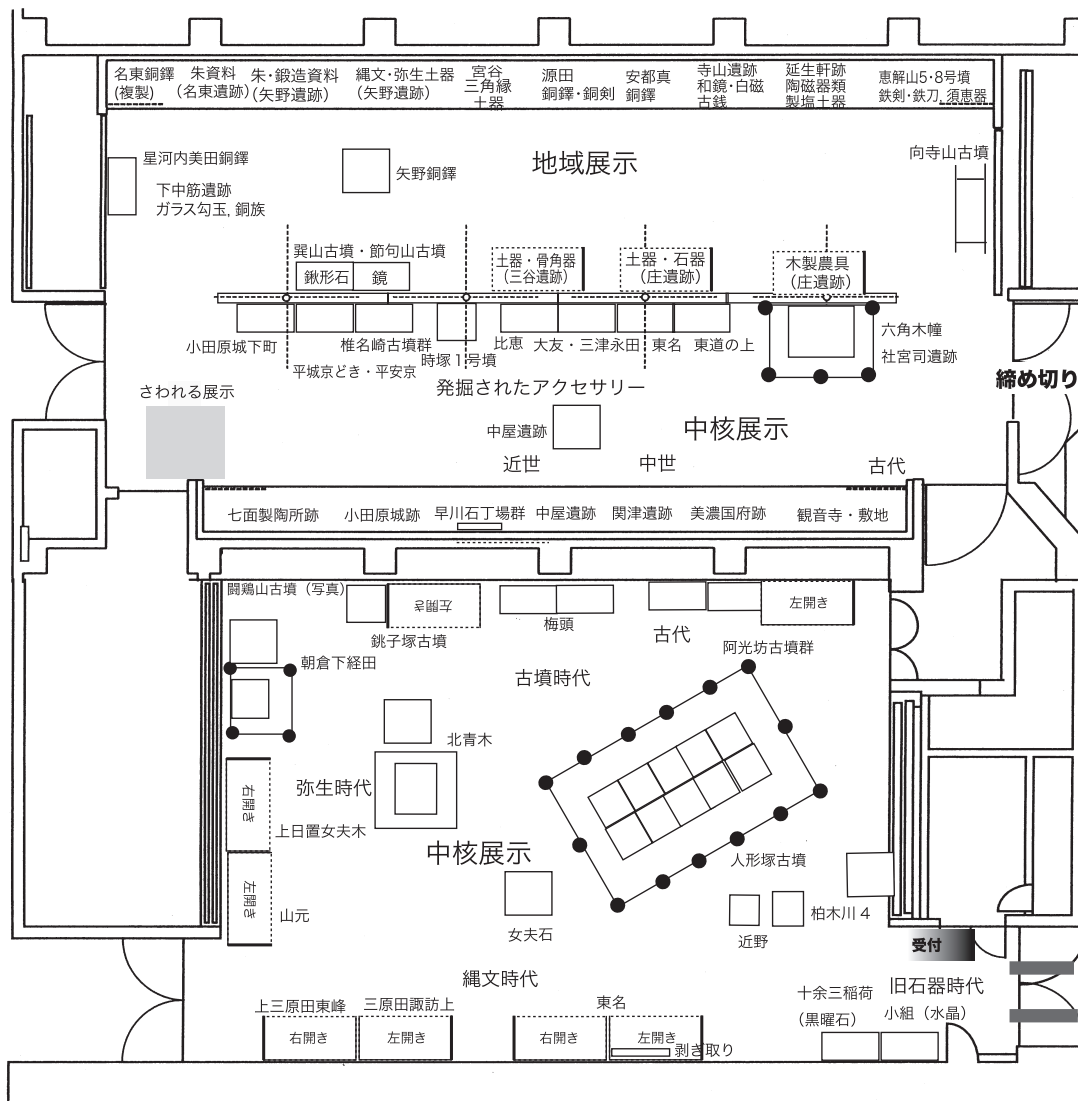 名東銅鐸
(複製)
朱資料
(名東遺跡)
朱・鍛造資料
(矢野遺跡)
縄文・弥生土器
(矢野遺跡)
宮谷
三角縁
土器
源田
銅鐸・銅剣
安都真
銅鐸
寺山遺跡
和鏡・白磁
古銭
延生軒跡
陶磁器類
製塩土器
恵解山5・8号墳
鉄剣・鉄刀, 須恵器
星河内美田銅鐸
下中筋遺跡
ガラス勾玉, 銅族
矢野銅鐸
地域展示
向寺山古墳
巽山古墳・節句山古墳
鍬形石
鏡
土器・骨角器
(三谷遺跡)
土器・石器
(庄遺跡)
木製農具
(庄遺跡)
小田原城下町
平城京どき・平安京
椎名崎古墳群
時塚1号墳
比恵
大友・三津永田
東名
東道の上
六角木幢
社宮司遺跡
締め切り
発掘されたアクセサリー
さわれる展示
中屋遺跡
中核展示
近世
中世
古代
七面製陶所跡
小田原城跡
早川石丁場群
中屋遺跡
関津遺跡
美濃国府跡
観音寺・敷地
闘鶏山古墳(写真)
左開き
銚子塚古墳
梅頭
古代
左開き
阿光坊古墳群
朝倉下経田
古墳時代
北青木
弥生時代
右開き
上日置女夫木
中核展示
左開き
山元
人形塚古墳
女夫石
近野
柏木川4
受付
縄文時代
旧石器時代
上三原田東峰
三原田諏訪上
東名
十余三稲荷
(黒曜石)
小組(水晶)
右開き
左開き
右開き
左開き
剥ぎ取り